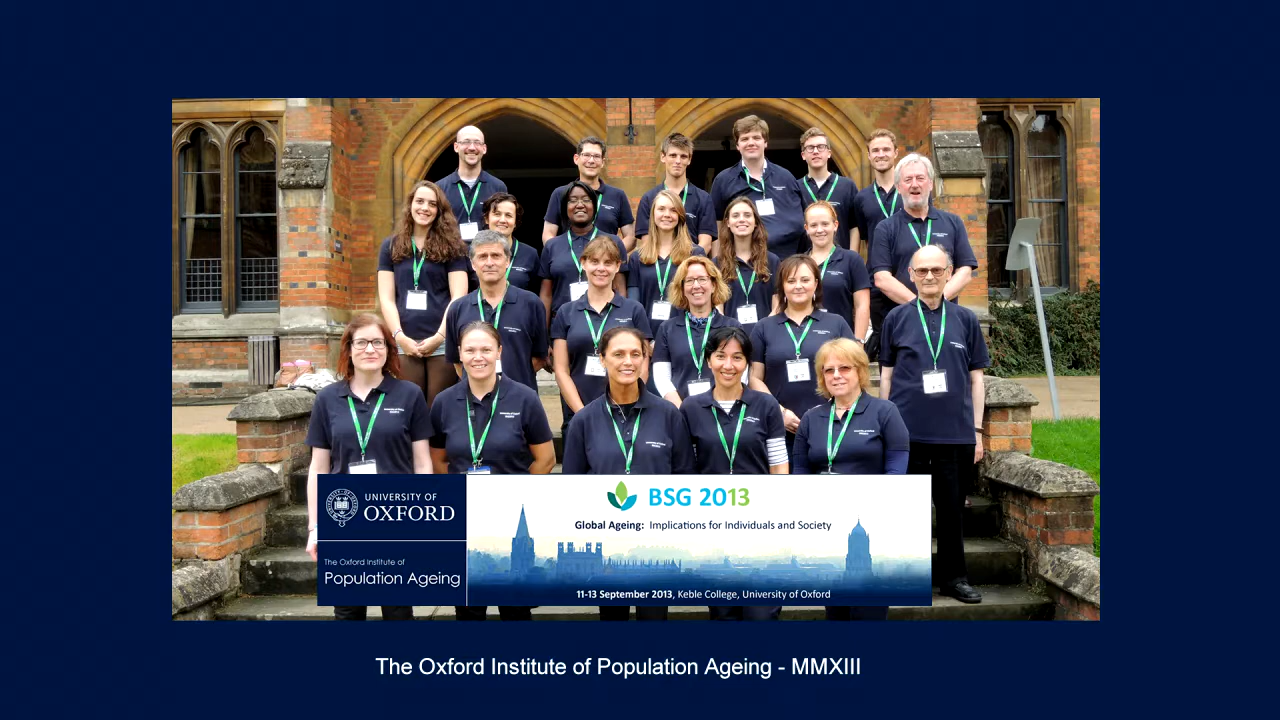 UNIVERSITY OF
OXFORD
The Oxford Institute of
Population Ageing
BSG 2013
Global Ageing: Implications for Individuals and Society
11-13 September 2013, Keble College, University of Oxford
The Oxford Institute of Population Ageing - MMXIII